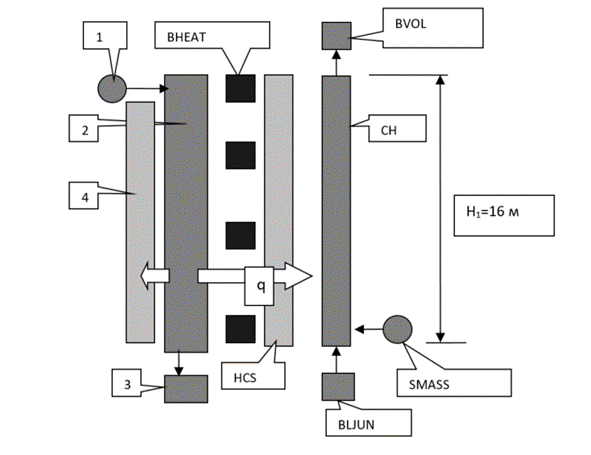 1
BHEAT
BVOL
2
CH
4
H₁=16 м
q
3
HCS
SMASS
BLJUN